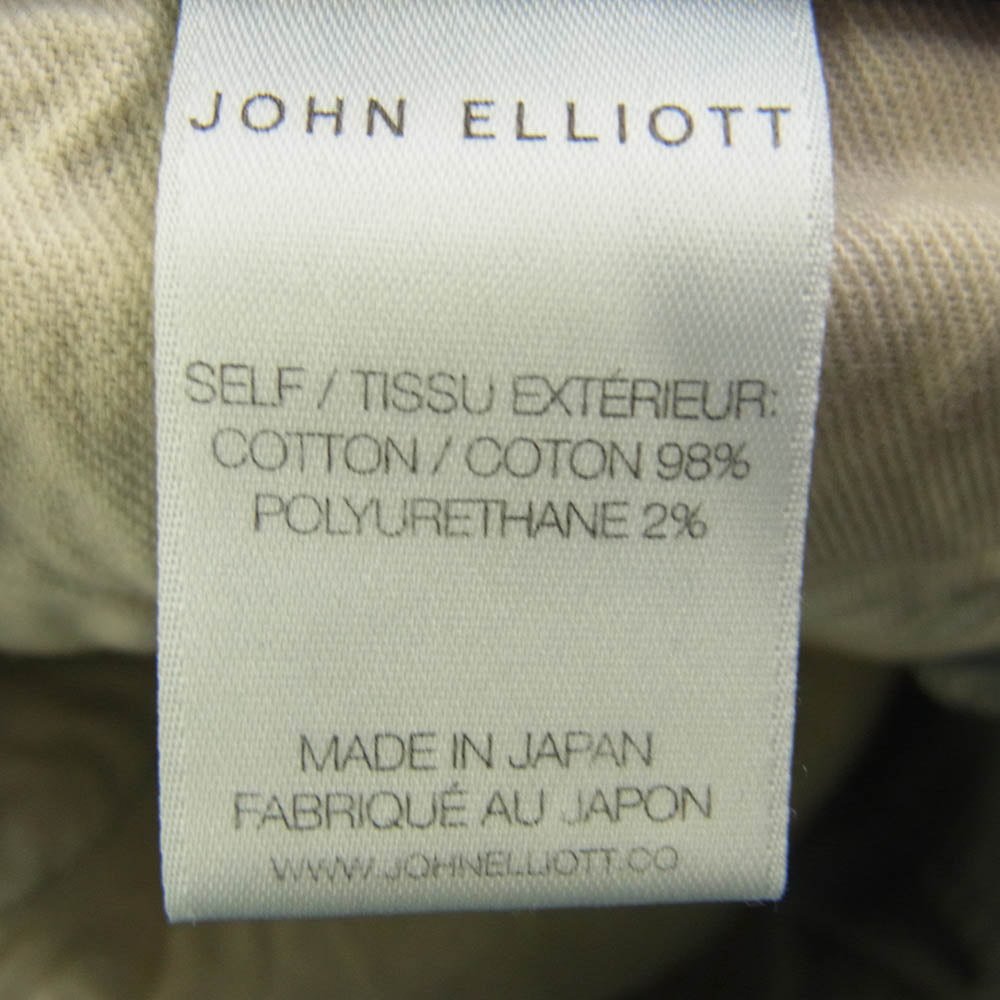 JOHN ELLIOTT
SELF / TISSU EXTÉRIEUR:
COTTON / COTON 98%
POLYURETHANE 2%
MADE IN JAPAN
FABRIQUÉ AU JAPON
WWW.JOHNELLIOTT.CO